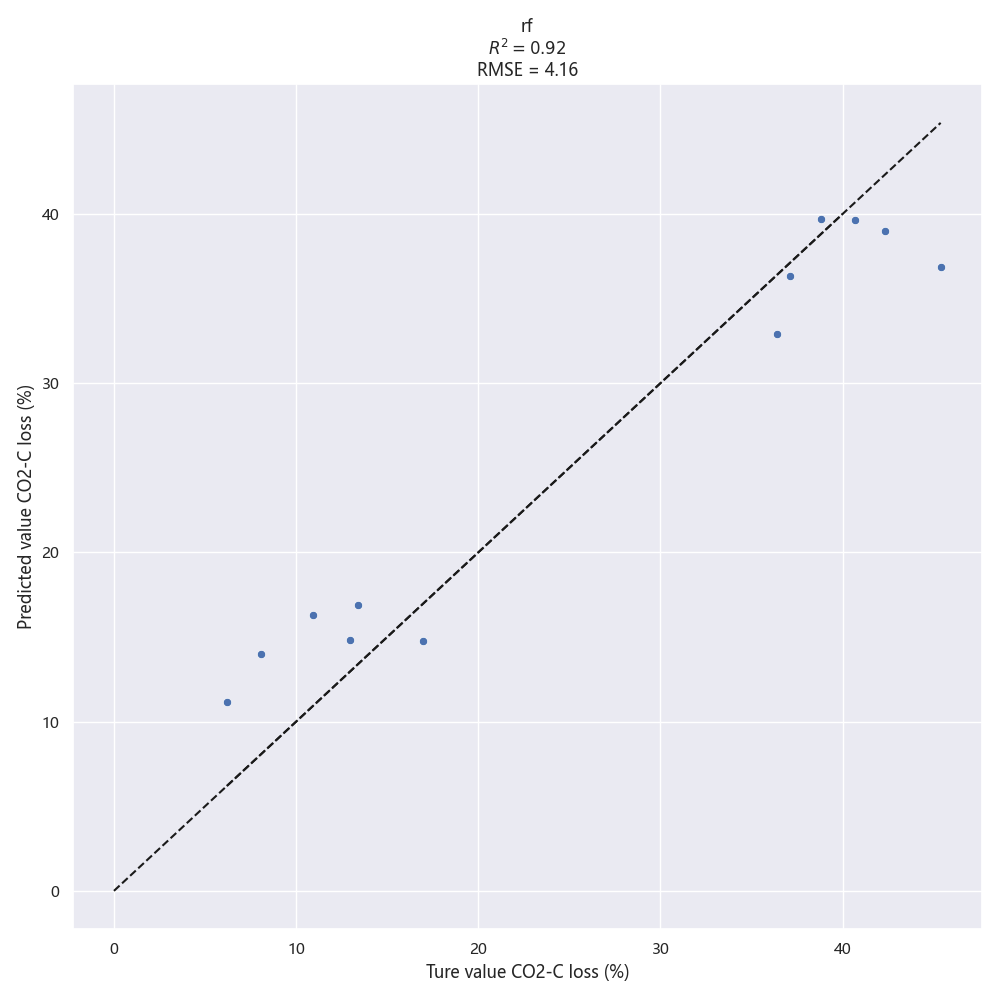 rf
R² = 0.92
RMSE = 4.16
Predicted value CO2-C loss (%)
40
30
20
10
0
0 10 20 30 40
Ture value CO2-C loss (%)